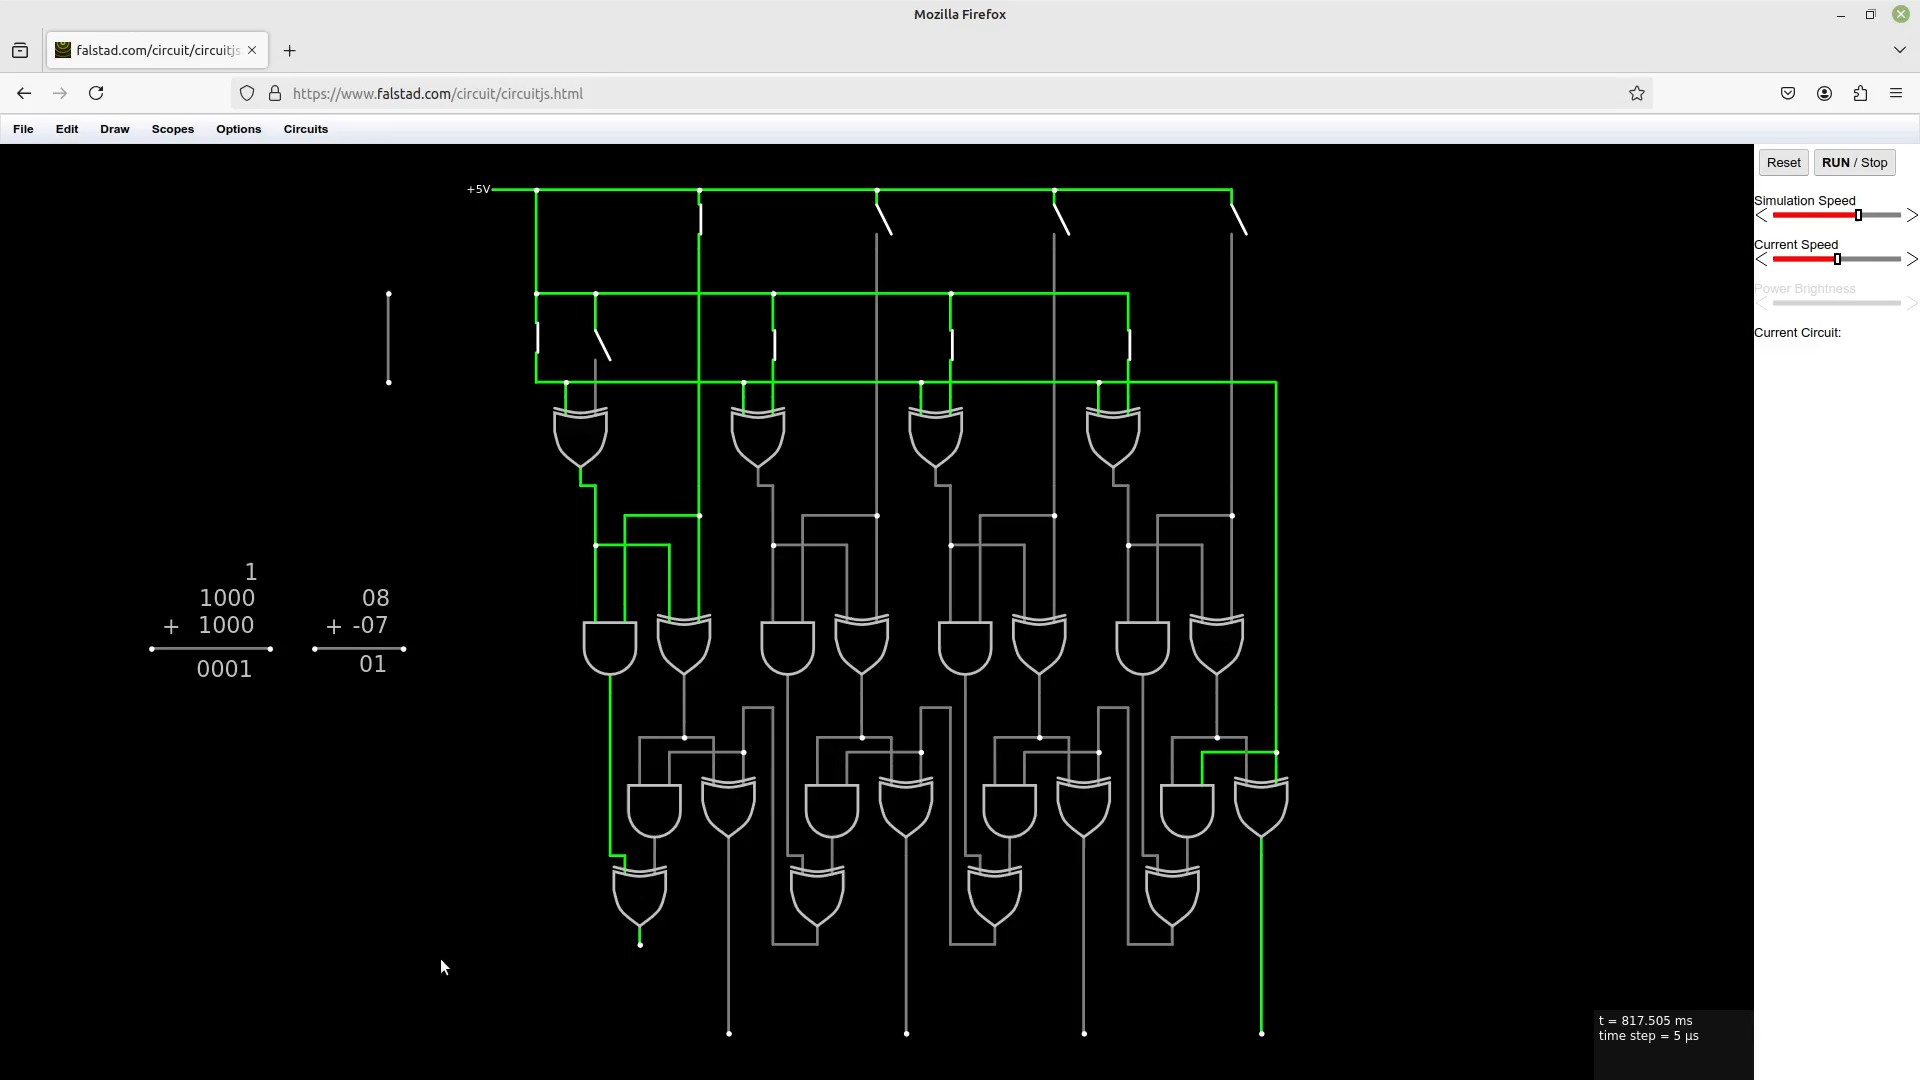 Mozilla Firefox
falstad.com/circuit/circuitjs
https://www.falstad.com/circuit/circuitjs.html
File Edit Draw Scopes Options Circuits
Reset RUN / Stop
Simulation Speed
Current Speed
Power Brightness
Current Circuit:
+5V
1
1000
+ 1000
0001
08
+ -07
01
t = 817.505 ms
time step = 5 µs